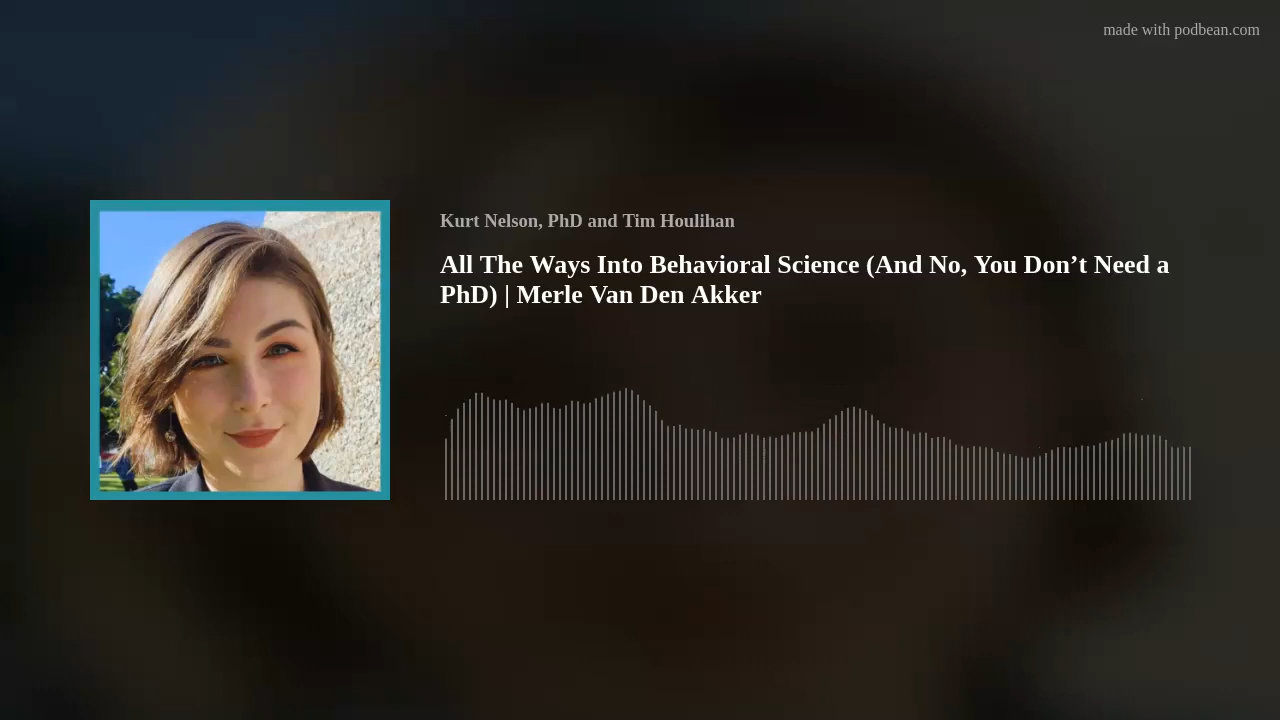 made with podbean.com
Kurt Nelson, PhD and Tim Houlihan
All The Ways Into Behavioral Science (And No, You Don’t Need a
PhD) | Merle Van Den Akker